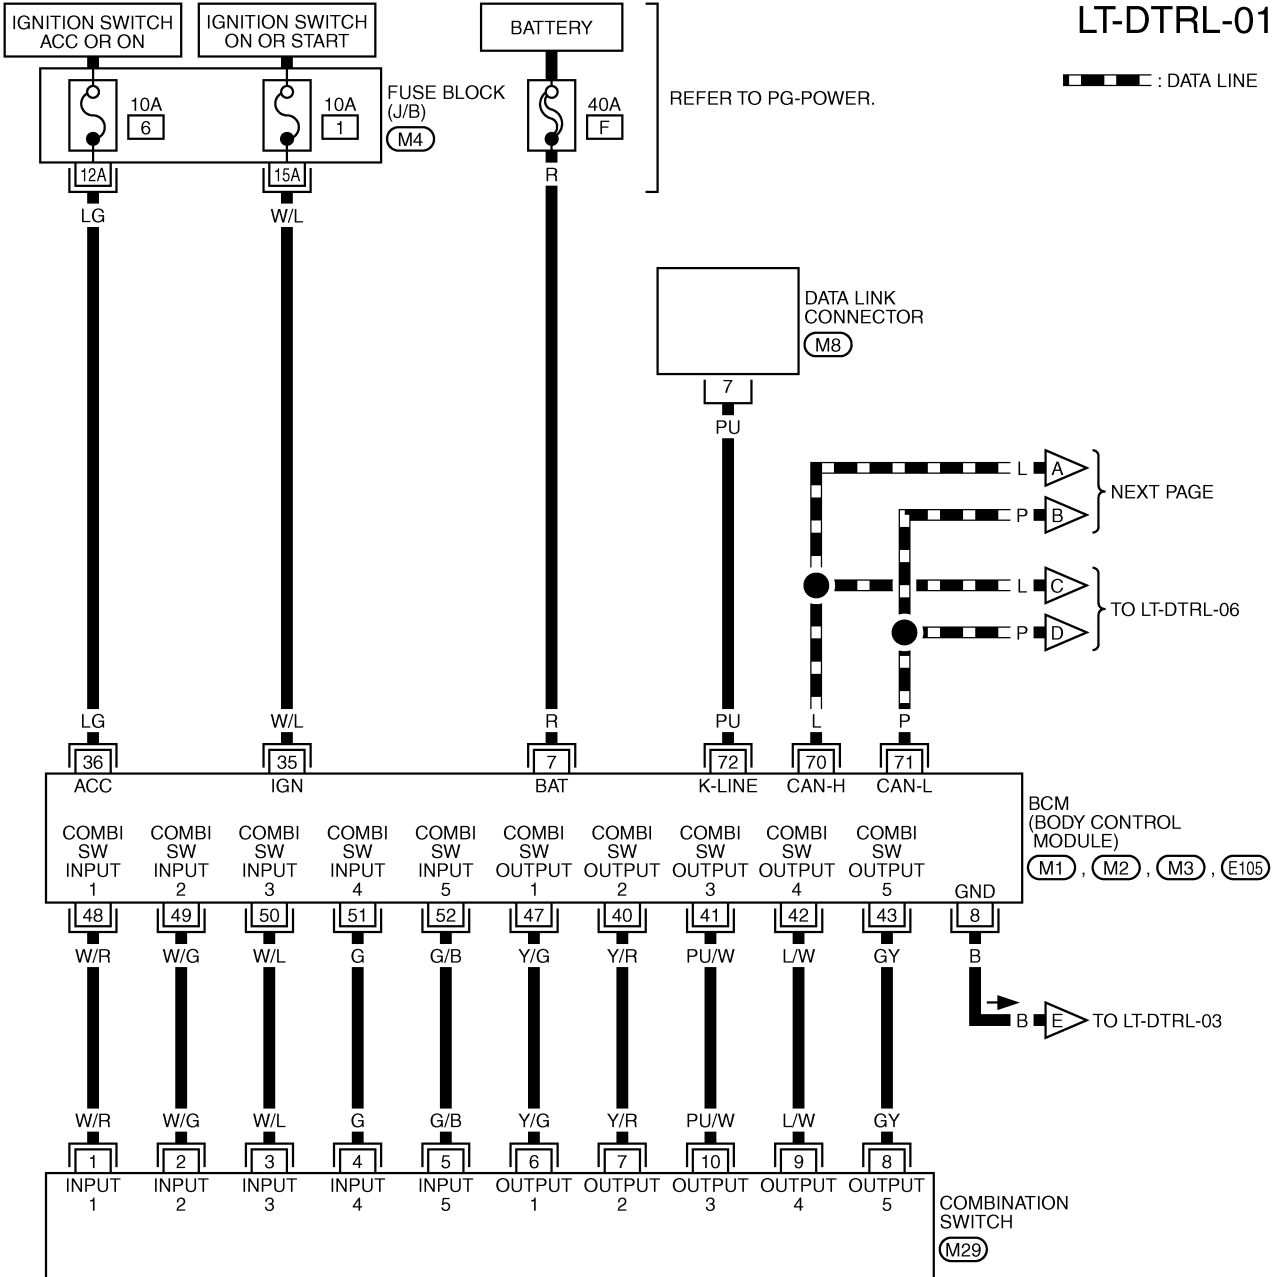 LT-DTRL-01
IGNITION SWITCH
ACC OR ON
IGNITION SWITCH
ON OR START
BATTERY
: DATA LINE
10A
6
10A
1
FUSE BLOCK
(J/B)
M4
40A
F
REFER TO PG-POWER.
12A
15A
LG
W/L
R
DATA LINK
CONNECTOR
M8
7
PU
L
A
P
B
NEXT PAGE
L
C
P
D
TO LT-DTRL-06
LG
W/L
R
PU
L
P
36
35
7
72
70
71
ACC
IGN
BAT
K-LINE
CAN-H
CAN-L
BCM
(BODY CONTROL
MODULE)
M1 , M2 , M3 , E105
COMBI
SW
INPUT
1
COMBI
SW
INPUT
2
COMBI
SW
INPUT
3
COMBI
SW
INPUT
4
COMBI
SW
INPUT
5
COMBI
SW
OUTPUT
1
COMBI
SW
OUTPUT
2
COMBI
SW
OUTPUT
3
COMBI
SW
OUTPUT
4
COMBI
SW
OUTPUT
5
GND
48
49
50
51
52
47
40
41
42
43
8
W/R
W/G
W/L
G
G/B
Y/G
Y/R
PU/W
L/W
GY
B
B
E
TO LT-DTRL-03
W/R
W/G
W/L
G
G/B
Y/G
Y/R
PU/W
L/W
GY
1
2
3
4
5
6
7
10
9
8
INPUT
1
INPUT
2
INPUT
3
INPUT
4
INPUT
5
OUTPUT
1
OUTPUT
2
OUTPUT
3
OUTPUT
4
OUTPUT
5
COMBINATION
SWITCH
M29